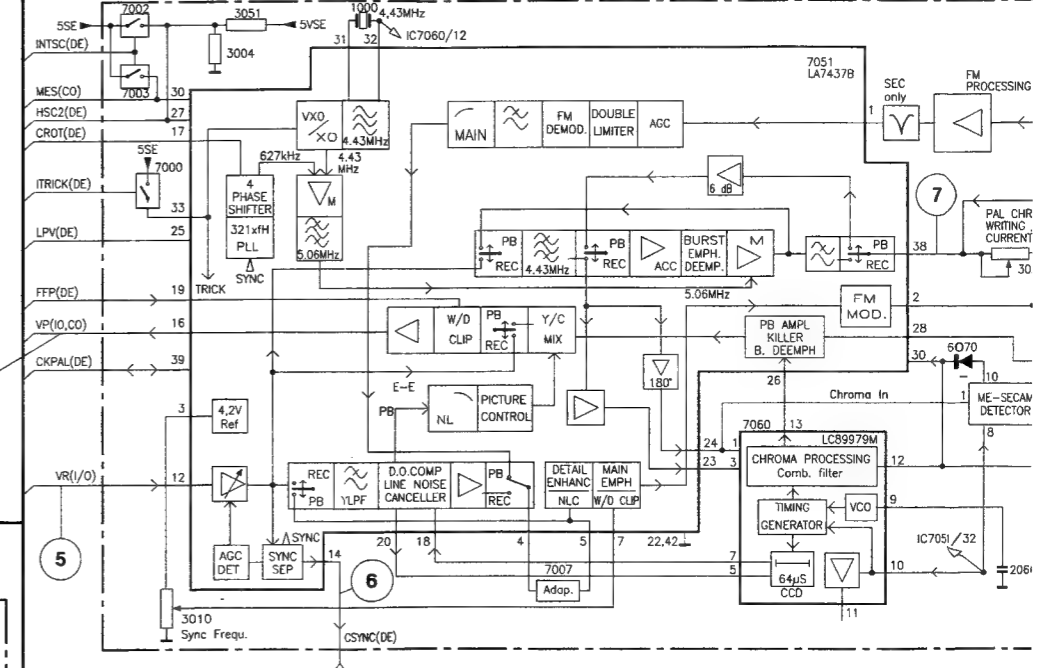 7002
5SE
3051
5VSE
3004
INTSC(DE)
7003
1000
4,43MHz
IC7060/12
31
32
7051
LA7437B
MES(CO)
30
HSC2(DE)
27
CROT(DE)
17
5SE
7000
ITRICK(DE)
33
LPV(DE)
25
VXO
XO
4.43MHz
627kHz
4.43
MHz
4
PHASE
SHIFTER
321xfH
PLL
SYNC
M
5.06MHz
TRICK
MAIN
FM
DEMOD.
DOUBLE
LIMITER
AGC
1
SEC
only
FM
PROCESSING
6 dB
7
PAL CHR
WRITING
CURRENT
30
38
PB
REC
4.43MHz
PB
REC
ACC
BURST
EMPH.
DEEMP.
M
PB
REC
5.06MHz
FFP(DE)
19
VP(IO,CO)
16
CKPAL(DE)
39
W/D
CLIP
PB
REC
Y/C
MIX
FM
MOD.
2
PB AMPL
KILLER
B. DEEMPH
28
30
6070
26
180°
E-E
PB
NL
PICTURE
CONTROL
Chroma In
1
10
ME-SECAM
DETECTOR
8
3
4,2V
Ref
7060
13
LC89979M
24
1
23
3
CHROMA PROCESSING
Comb. filter
12
VR(I/O)
12
REC
PB
YLPF
D.O.COMP
LINE NOISE
CANCELLER
PB
REC
DETAIL
ENHANC
NLC
MAIN
EMPH
W/D CLIP
TIMING
GENERATOR
VCO
9
IC7051/32
5
AGC
DET
SYNC
SYNC
SEP
14
20
18
4
5
7
22,42
7
5
64µS
CCD
10
206
11
6
7007
Adap.
3010
Sync Frequ.
CSYNC(DE)